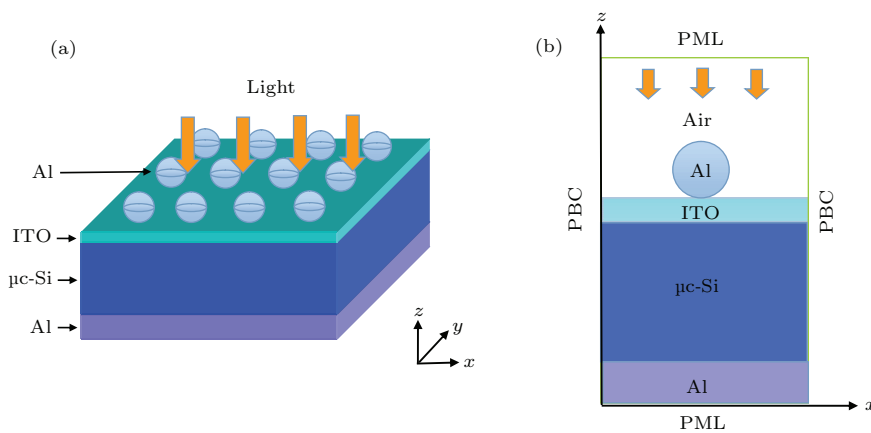 (a)
Light
Al
ITO
µc-Si
Al
z
y
x
(b)
z
PML
Air
Al
PBC
ITO
PBC
µc-Si
Al
x
PML